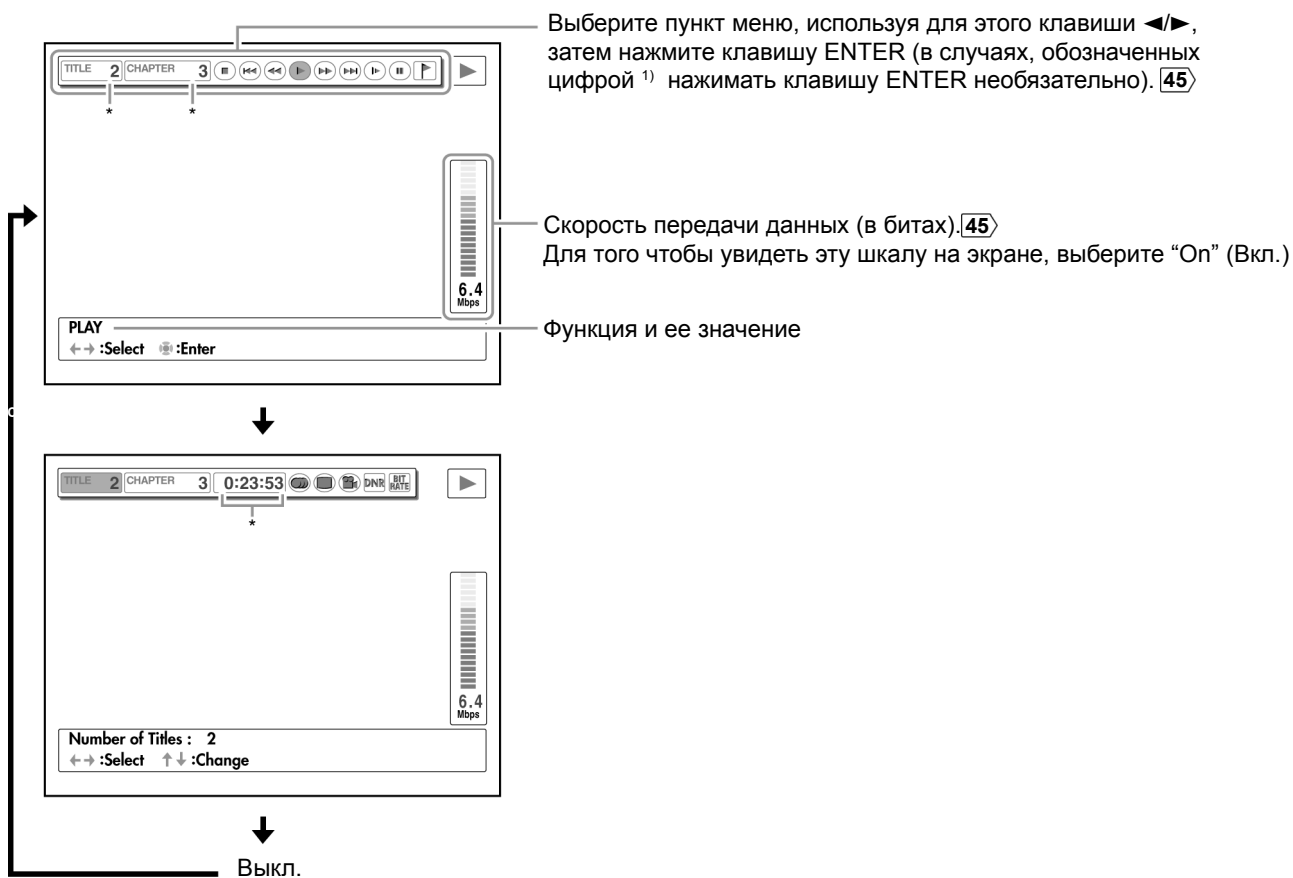 Выберите пункт меню, используя для этого клавиши ◄/►,
затем нажмите клавишу ENTER (в случаях, обозначенных
цифрой 1) нажимать клавишу ENTER необязательно). 45
TITLE 2 CHAPTER 3
* *
Скорость передачи данных (в битах). 45
Для того чтобы увидеть эту шкалу на экране, выберите “On” (Вкл.)
6.4
Mbps
PLAY
←→ :Select :Enter
Функция и ее значение
TITLE 2 CHAPTER 3 0:23:53 DNR BIT RATE
*
6.4
Mbps
Number of Titles : 2
←→ :Select ↑↓ :Change
Выкл.